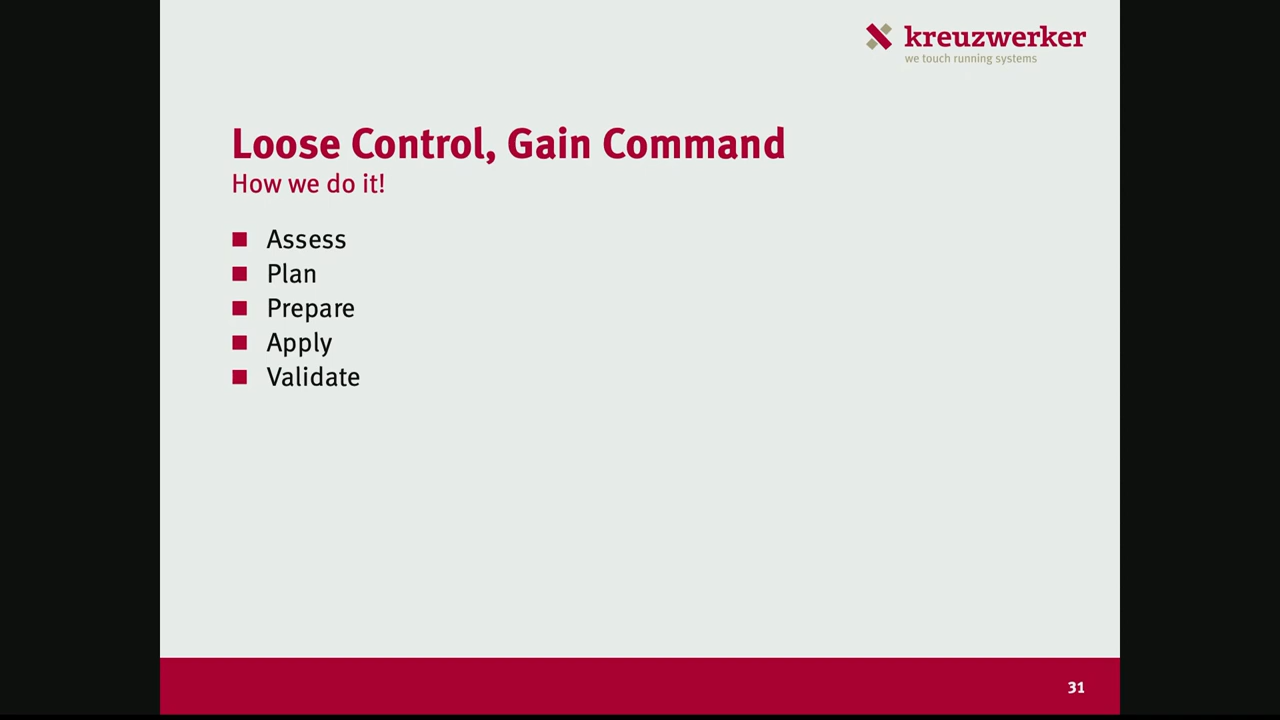 kreuzwerker
we touch running systems
Loose Control, Gain Command
How we do it!
Assess
Plan
Prepare
Apply
Validate
31